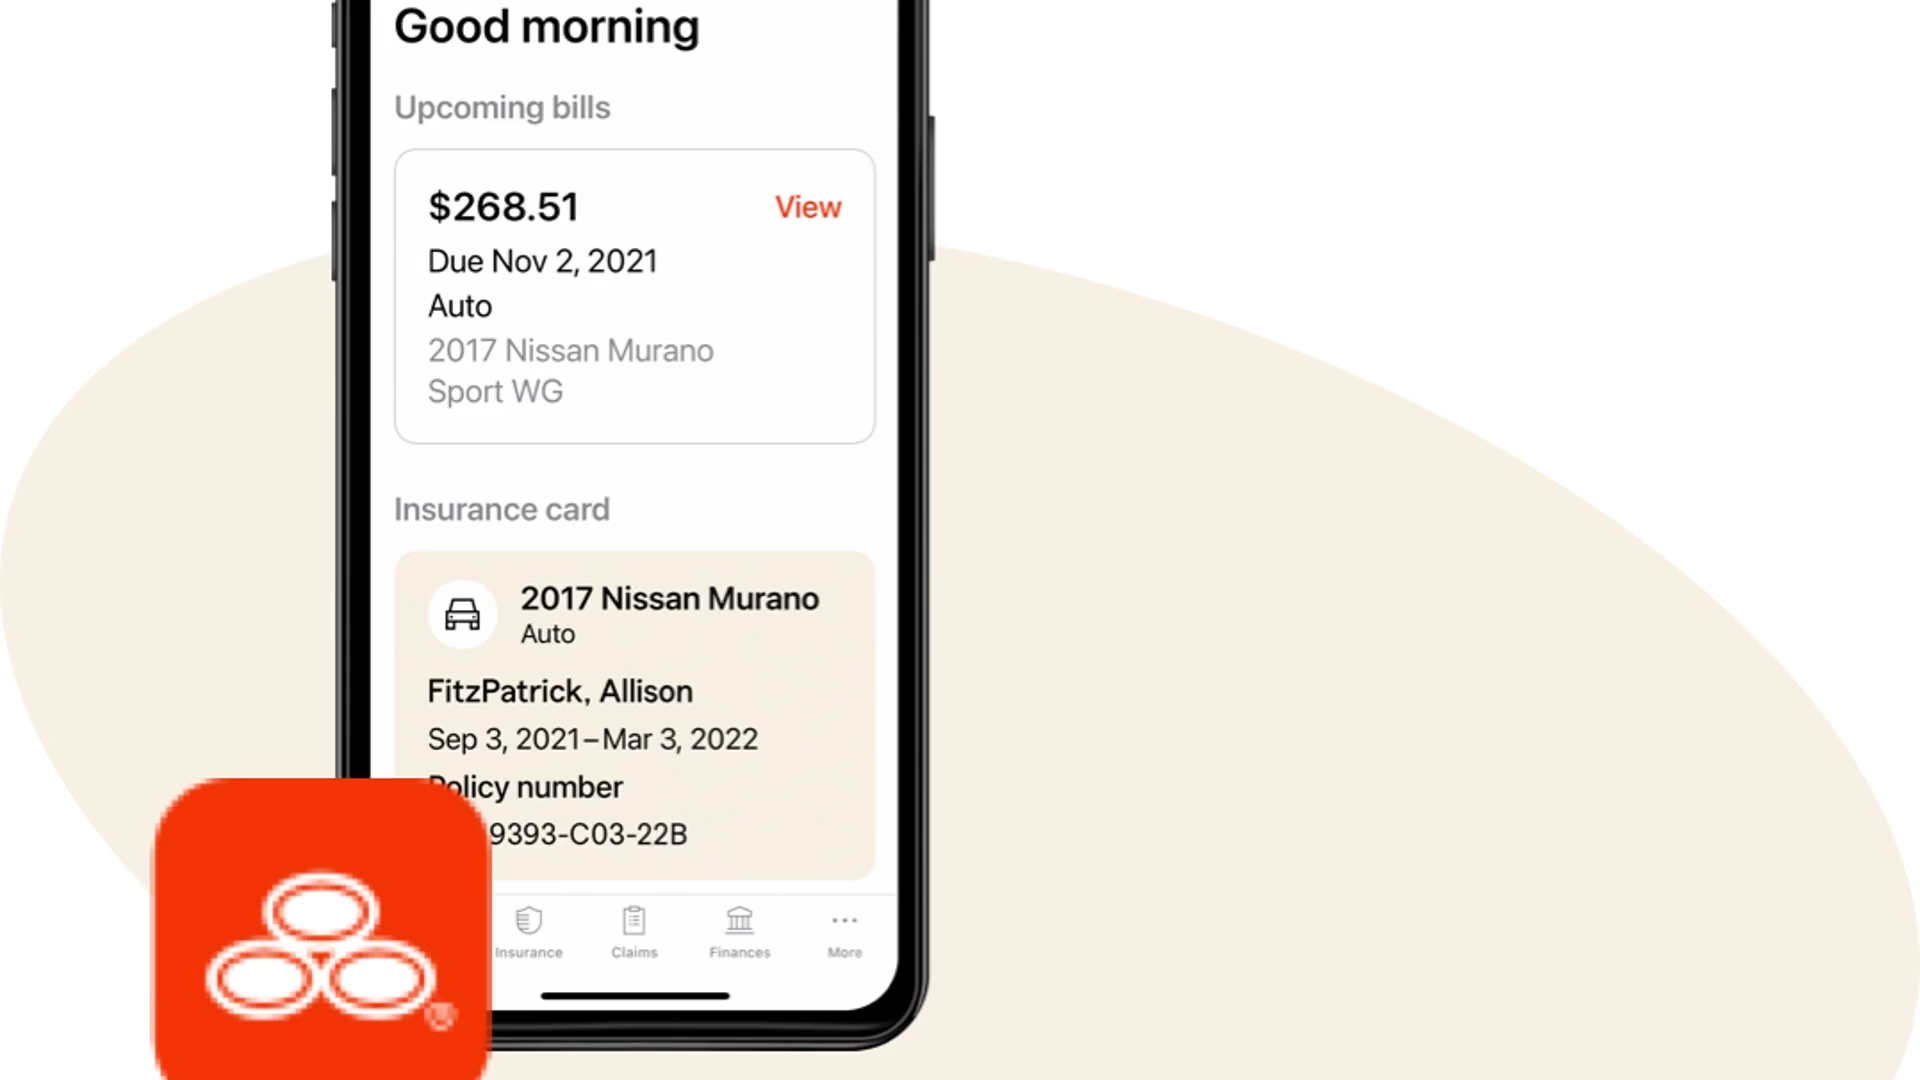 Good morning
Upcoming bills
$268.51 View
Due Nov 2, 2021
Auto
2017 Nissan Murano
Sport WG
Insurance card
2017 Nissan Murano
Auto
FitzPatrick, Allison
Sep 3, 2021–Mar 3, 2022
Policy number
9393-C03-22B
Insurance Claims Finances More
®